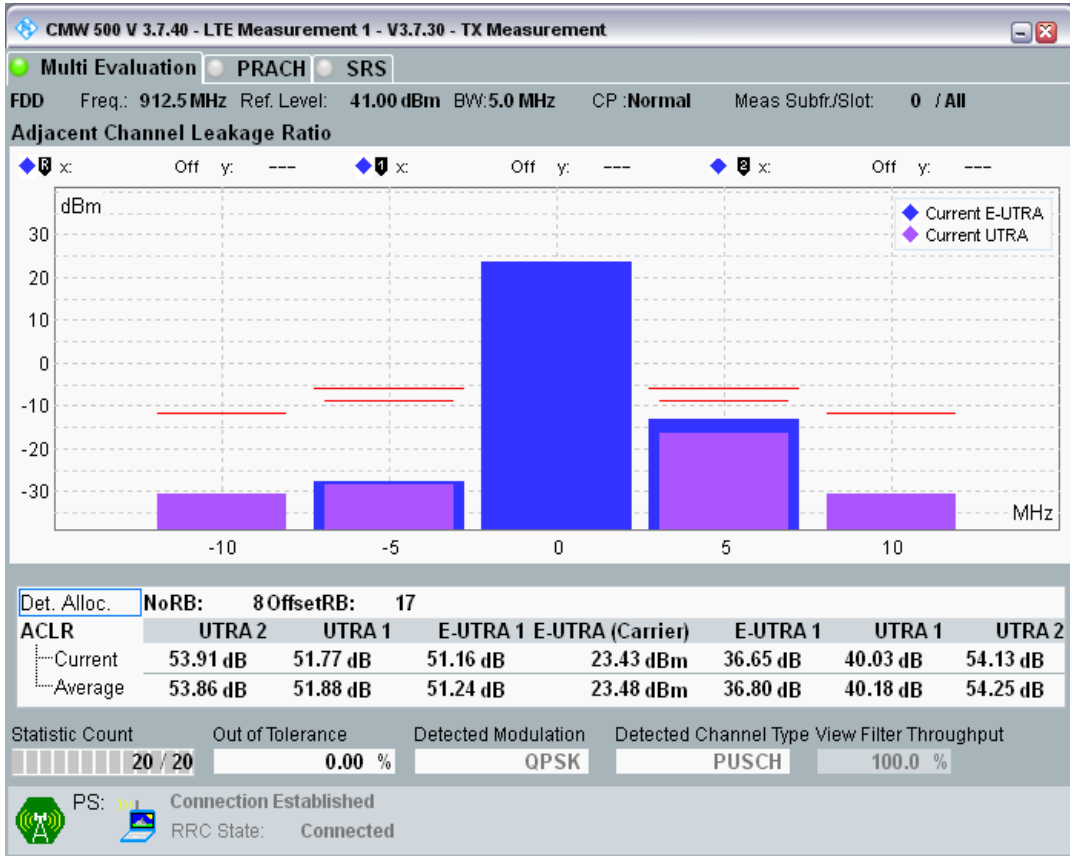 CMW 500 V 3.7.40 - LTE Measurement 1 - V3.7.30 - TX Measurement
Multi Evaluation PRACH SRS
FDD Freq.: 912.5 MHz Ref. Level: 41.00 dBm BW: 5.0 MHz CP : Normal Meas Subfr./Slot: 0 / All
Adjacent Channel Leakage Ratio
R x: Off y: --- 1 x: Off y: --- 2 x: Off y: ---
dBm
Current E-UTRA
Current UTRA
30
20
10
0
-10
-20
-30
MHz
-10 -5 0 5 10
Det. Alloc. NoRB: 8 OffsetRB: 17
ACLR UTRA 2 UTRA 1 E-UTRA 1 E-UTRA (Carrier) E-UTRA 1 UTRA 1 UTRA 2
Current 53.91 dB 51.77 dB 51.16 dB 23.43 dBm 36.65 dB 40.03 dB 54.13 dB
Average 53.86 dB 51.88 dB 51.24 dB 23.48 dBm 36.80 dB 40.18 dB 54.25 dB
Statistic Count Out of Tolerance Detected Modulation Detected Channel Type View Filter Throughput
20 / 20 0.00 % QPSK PUSCH 100.0 %
PS: Connection Established
RRC State: Connected